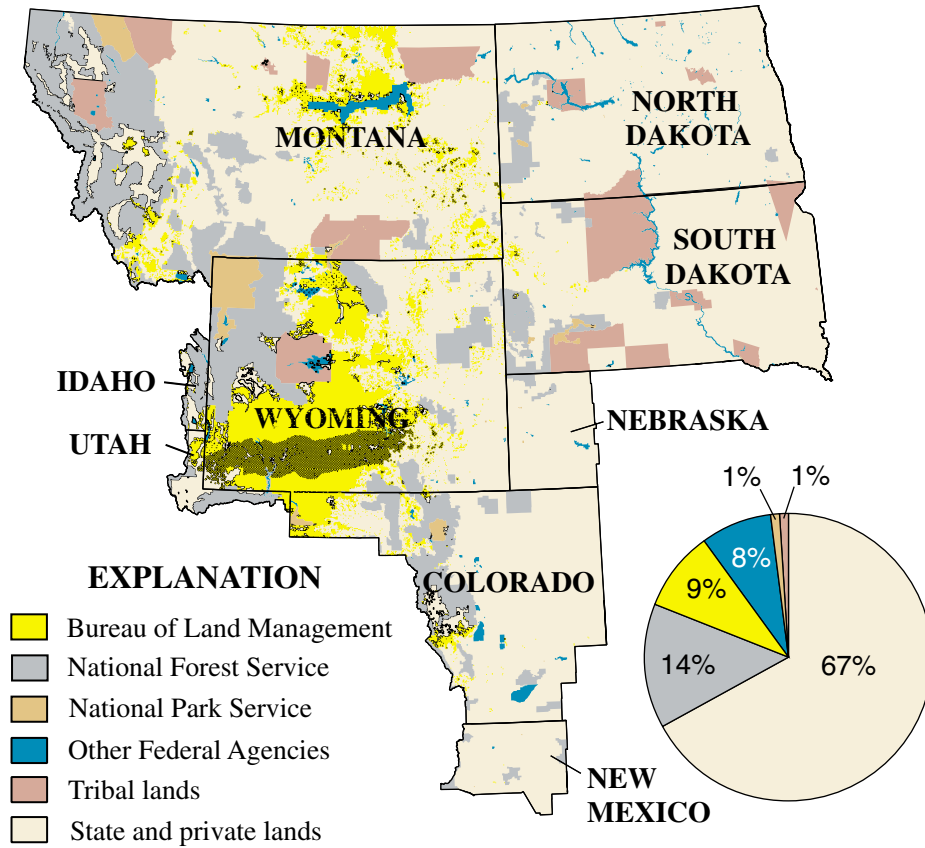 MONTANA
NORTH
DAKOTA
SOUTH
DAKOTA
IDAHO
WYOMING
UTAH
NEBRASKA
COLORADO
NEW
MEXICO
1%
1%
8%
9%
14%
67%
EXPLANATION
Bureau of Land Management
National Forest Service
National Park Service
Other Federal Agencies
Tribal lands
State and private lands